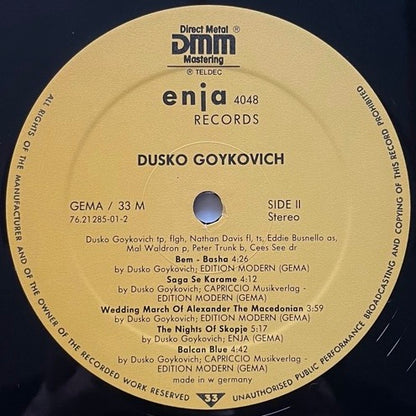 Direct Metal
DMM
Mastering
® TELDEC
enja 4048
RECORDS
DUSKO GOYKOVICH
GEMA / 33 M
76.21285-01-2
SIDE II
Stereo
Dusko Goykovich tp, flgh, Nathan Davis fl, ts, Eddie Busnello as,
Mal Waldron p, Peter Trunk b, Cees See dr
Bem - Basha 4:26
by Dusko Goykovich; EDITION MODERN (GEMA)
Saga Se Karame 4:12
by Dusko Goykovich; CAPRICCIO Musikverlag -
EDITION MODERN (GEMA)
Wedding March Of Alexander The Macedonian 3:59
by Dusko Goykovich; EDITION MODERN (GEMA)
The Nights Of Skopje 5:17
by Dusko Goykovich; ENJA (GEMA)
Balcan Blue 4:42
by Dusko Goykovich; CAPRICCIO Musikverlag -
EDITION MODERN (GEMA)
made in w germany
33
ALL RIGHTS OF THE MANUFACTURER AND OF THE OWNER OF THE RECORDED WORK RESERVED
UNAUTHORISED PUBLIC PERFORMANCE BROADCASTING AND COPYING OF THIS RECORD PROHIBITED